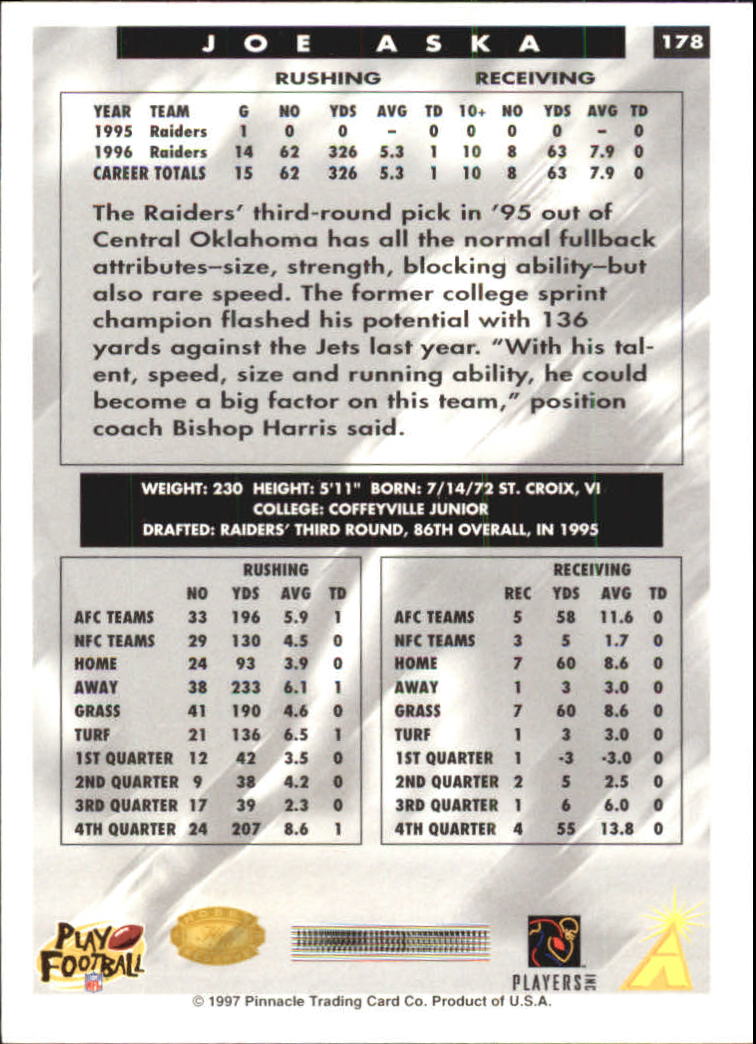 JOE ASKA 178
RUSHING RECEIVING
YEAR TEAM G NO YDS AVG TD 10+ NO YDS AVG TD
1995 Raiders 1 0 0 – 0 0 0 0 – 0
1996 Raiders 14 62 326 5.3 1 10 8 63 7.9 0
CAREER TOTALS 15 62 326 5.3 1 10 8 63 7.9 0
The Raiders' third-round pick in '95 out of
Central Oklahoma has all the normal fullback
attributes–size, strength, blocking ability–but
also rare speed. The former college sprint
champion flashed his potential with 136
yards against the Jets last year. "With his tal-
ent, speed, size and running ability, he could
become a big factor on this team," position
coach Bishop Harris said.
WEIGHT: 230 HEIGHT: 5'11" BORN: 7/14/72 ST. CROIX, VI
COLLEGE: COFFEYVILLE JUNIOR
DRAFTED: RAIDERS' THIRD ROUND, 86TH OVERALL, IN 1995
RUSHING
NO YDS AVG TD
AFC TEAMS 33 196 5.9 1
NFC TEAMS 29 130 4.5 0
HOME 24 93 3.9 0
AWAY 38 233 6.1 1
GRASS 41 190 4.6 0
TURF 21 136 6.5 1
1ST QUARTER 12 42 3.5 0
2ND QUARTER 9 38 4.2 0
3RD QUARTER 17 39 2.3 0
4TH QUARTER 24 207 8.6 1
RECEIVING
REC YDS AVG TD
AFC TEAMS 5 58 11.6 0
NFC TEAMS 3 5 1.7 0
HOME 7 60 8.6 0
AWAY 1 3 3.0 0
GRASS 7 60 8.6 0
TURF 1 3 3.0 0
1ST QUARTER 1 -3 -3.0 0
2ND QUARTER 2 5 2.5 0
3RD QUARTER 1 6 6.0 0
4TH QUARTER 4 55 13.8 0
PLAY
FOOTBALL
NFL
HOBBY
PLAYERS INC
© 1997 Pinnacle Trading Card Co. Product of U.S.A.